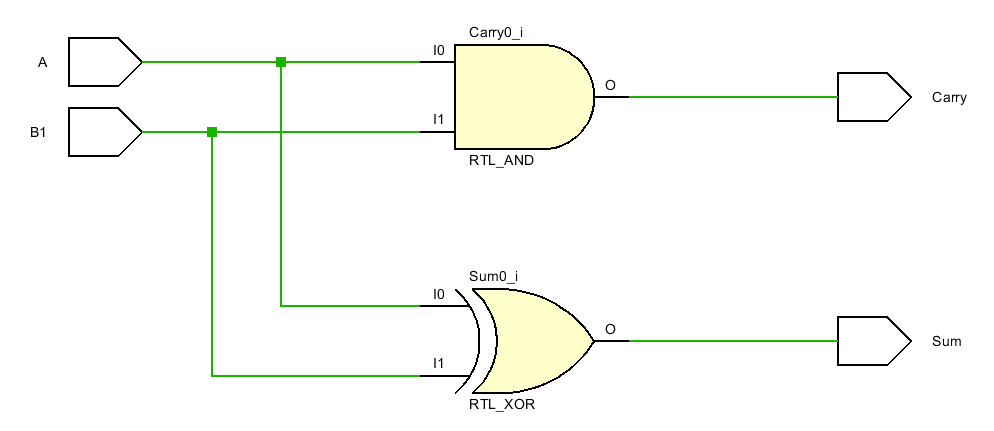 Carry0_i
A
I0
O
Carry
B1
I1
RTL_AND
Sum0_i
I0
O
Sum
I1
RTL_XOR